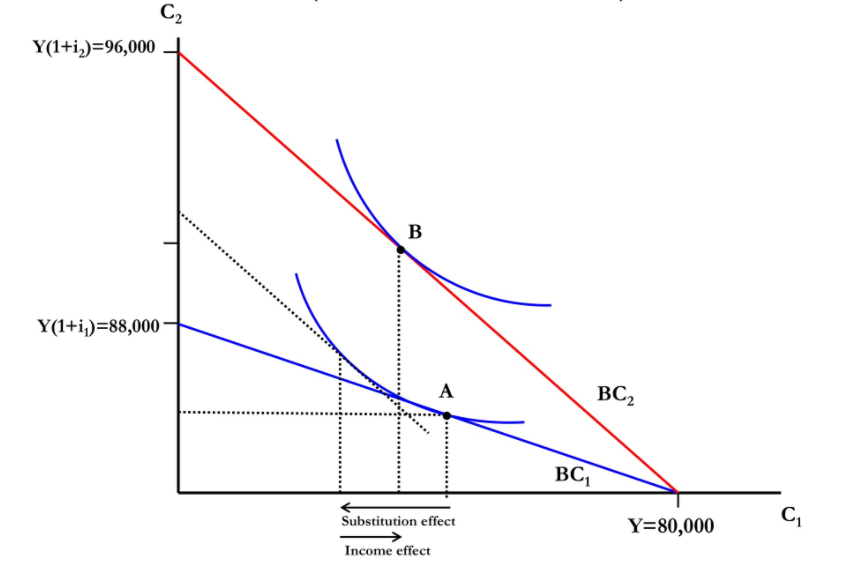 C₂
Y(1+i₂)=96,000
B
Y(1+i₁)=88,000
A
BC₂
BC₁
C₁
Substitution effect
Y=80,000
Income effect